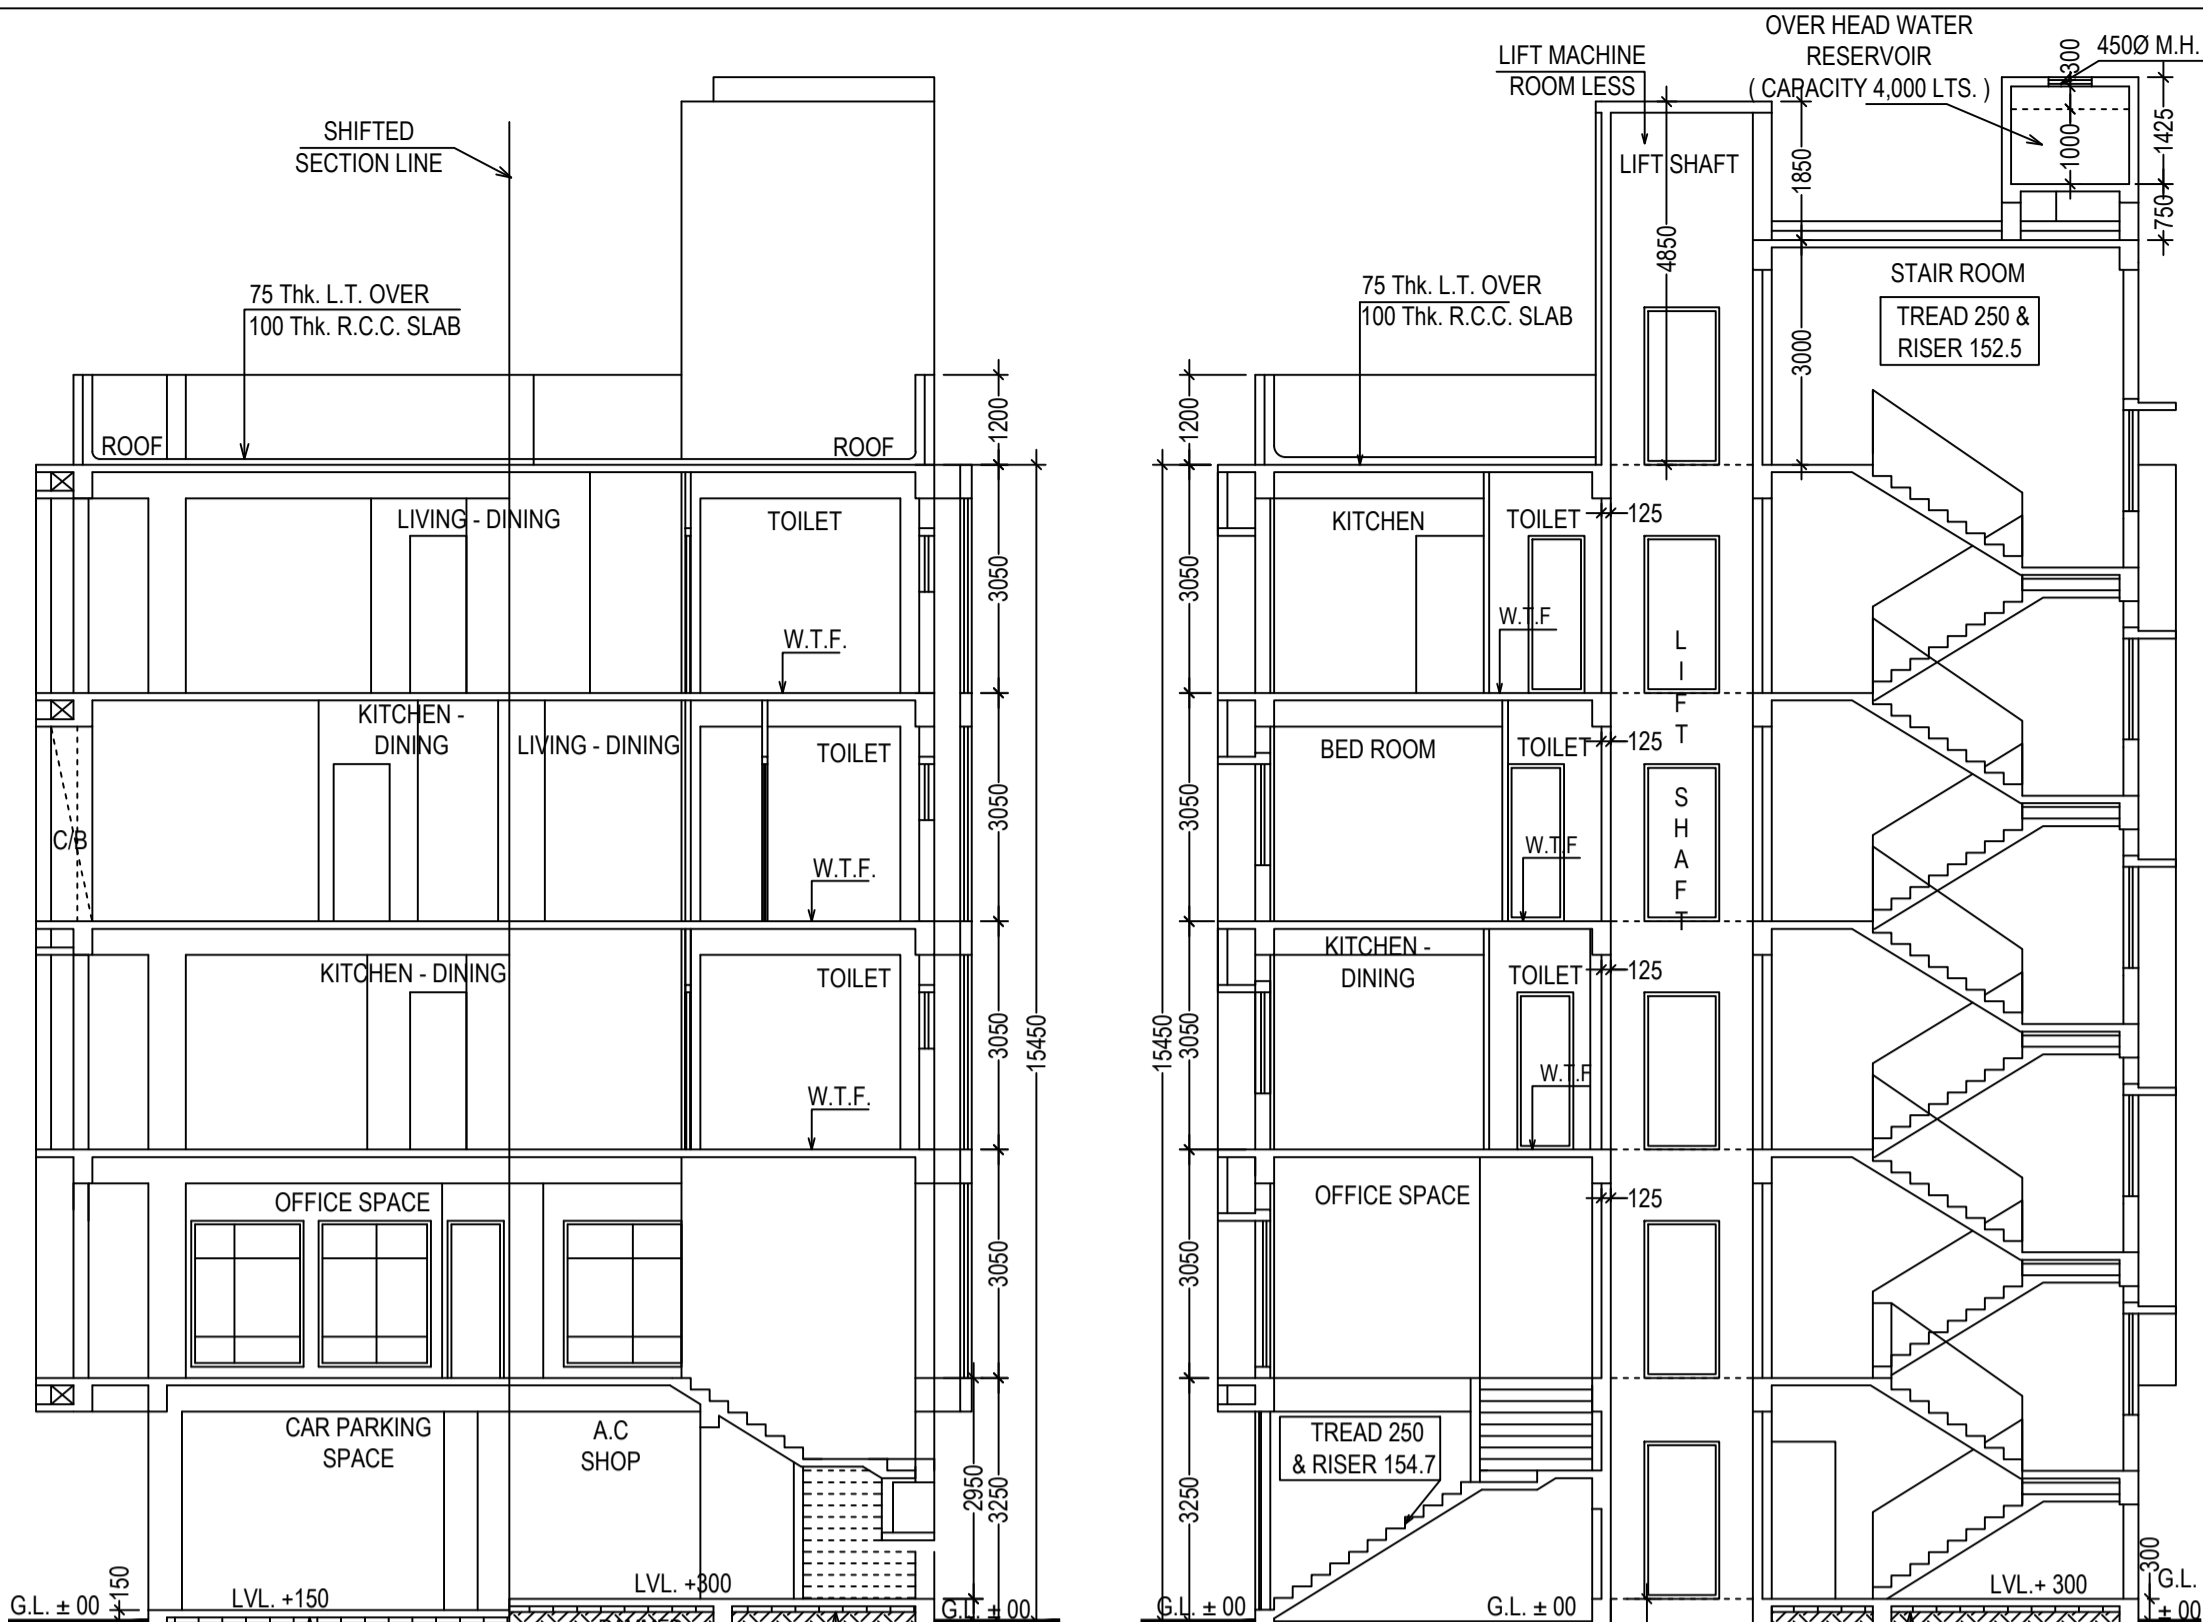 OVER HEAD WATER
RESERVOIR
( CAPACITY 4,000 LTS. )
300
450Ø M.H.
LIFT MACHINE
ROOM LESS
SHIFTED
SECTION LINE
LIFT SHAFT
1850
1000
1425
750
4850
STAIR ROOM
TREAD 250 &
RISER 152.5
3000
75 Thk. L.T. OVER
100 Thk. R.C.C. SLAB
75 Thk. L.T. OVER
100 Thk. R.C.C. SLAB
ROOF
ROOF
1200
1200
LIVING - DINING
TOILET
3050
3050
KITCHEN
TOILET
125
W.T.F.
W.T.F
LIFT
SHAFT
KITCHEN -
DINING
LIVING - DINING
TOILET
3050
3050
BED ROOM
TOILET
125
C/B
W.T.F.
W.T.F
KITCHEN - DINING
TOILET
3050
15450
15450
3050
KITCHEN -
DINING
TOILET
125
W.T.F.
W.T.F
OFFICE SPACE
3050
3050
OFFICE SPACE
125
CAR PARKING
SPACE
A.C
SHOP
2950
3250
3250
TREAD 250
& RISER 154.7
G.L. ± 00
150
LVL. +150
LVL. +300
G.L. ± 00
G.L. ± 00
G.L. ± 00
LVL.+ 300
300
G.L.
± 00